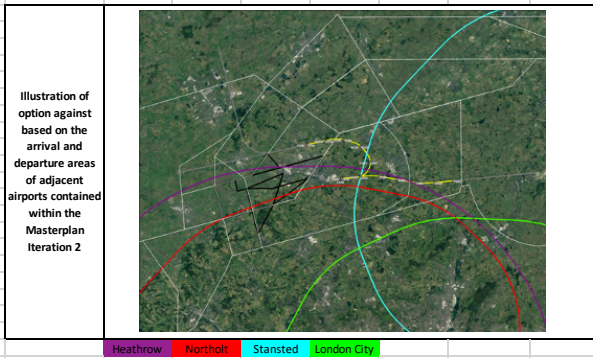 Illustration of
option against
based on the
arrival and
departure areas
of adjacent
airports contained
within the
Masterplan
Iteration 2
Heathrow Northolt Stansted London City